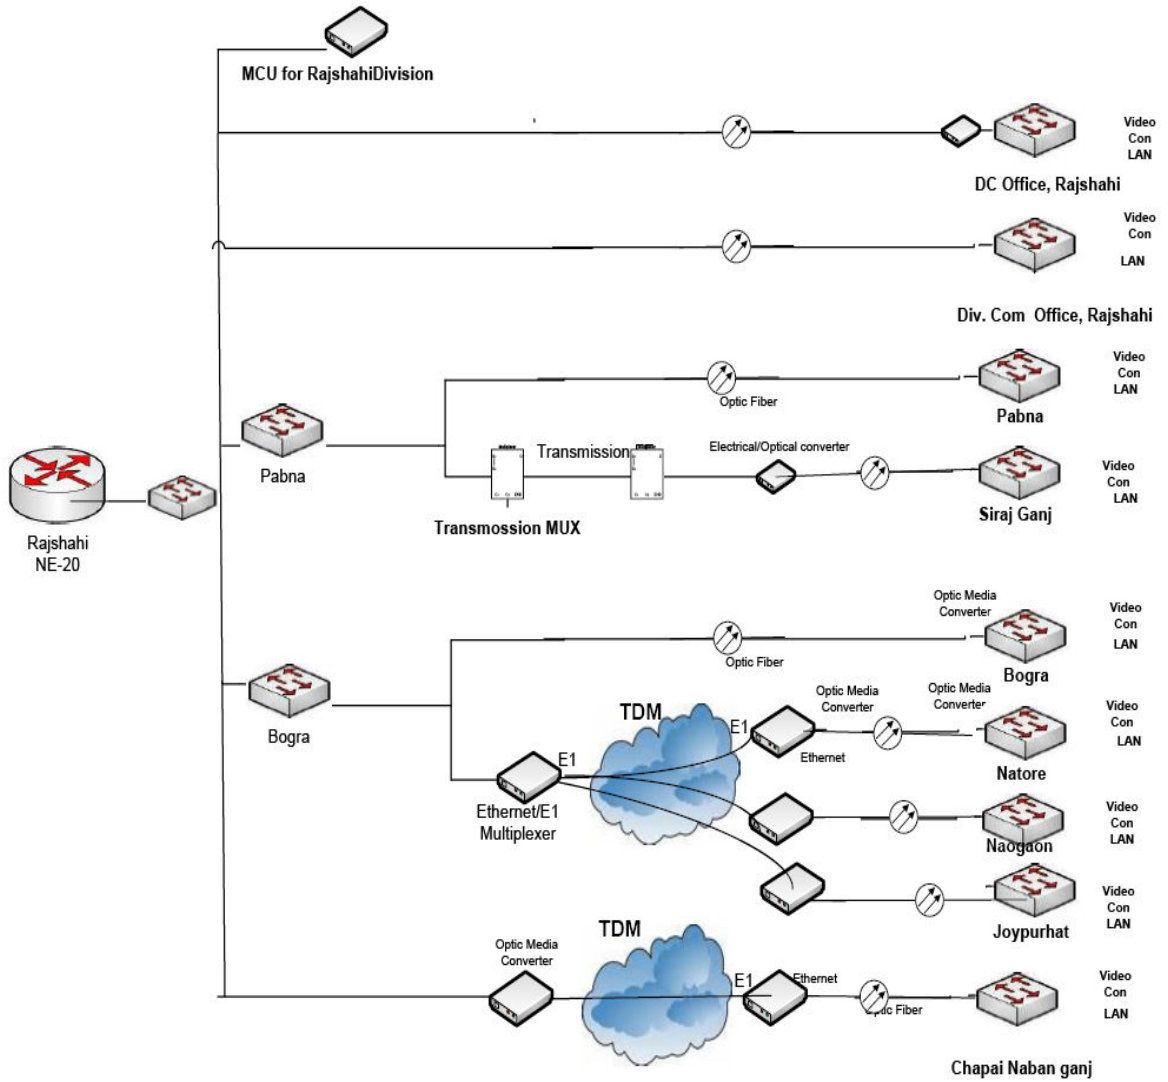 MCU for RajshahiDivision
Video
Con
LAN
DC Office, Rajshahi
Video
Con
LAN
Div. Com Office, Rajshahi
Video
Con
LAN
Optic Fiber
Pabna
Pabna
Transmission
Electrical/Optical converter
Video
Con
LAN
Siraj Ganj
Transmossion MUX
Rajshahi
NE-20
Optic Media
Converter
Video
Con
LAN
Optic Fiber
Bogra
Bogra
TDM
E1
Optic Media
Converter
Optic Media
Converter
Video
Con
LAN
Ethernet
Natore
E1
Ethernet/E1
Multiplexer
Video
Con
LAN
Naogaon
Video
Con
LAN
Joypurhat
TDM
Optic Media
Converter
E1
Ethernet
Optic Fiber
Video
Con
LAN
Chapai Naban ganj